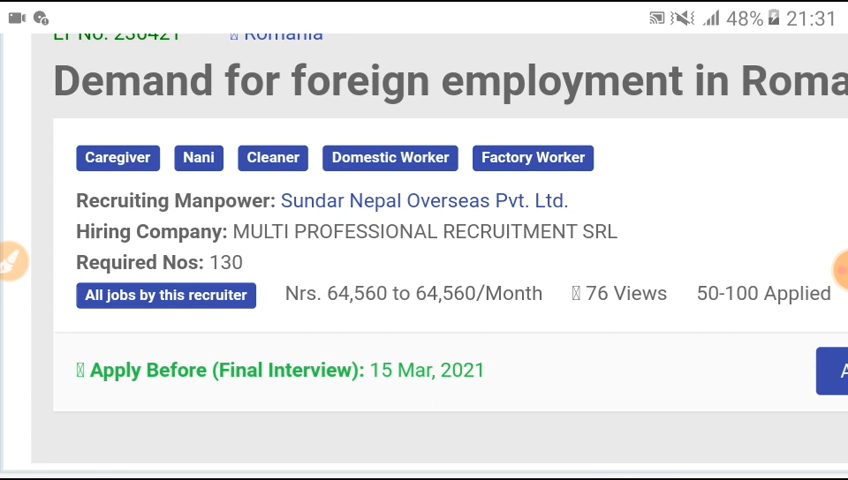 48% 21:31
LT No. 236421 Romania
Demand for foreign employment in Roma
Caregiver Nani Cleaner Domestic Worker Factory Worker
Recruiting Manpower: Sundar Nepal Overseas Pvt. Ltd.
Hiring Company: MULTI PROFESSIONAL RECRUITMENT SRL
Required Nos: 130
All jobs by this recruiter Nrs. 64,560 to 64,560/Month 76 Views 50-100 Applied
Apply Before (Final Interview): 15 Mar, 2021
A